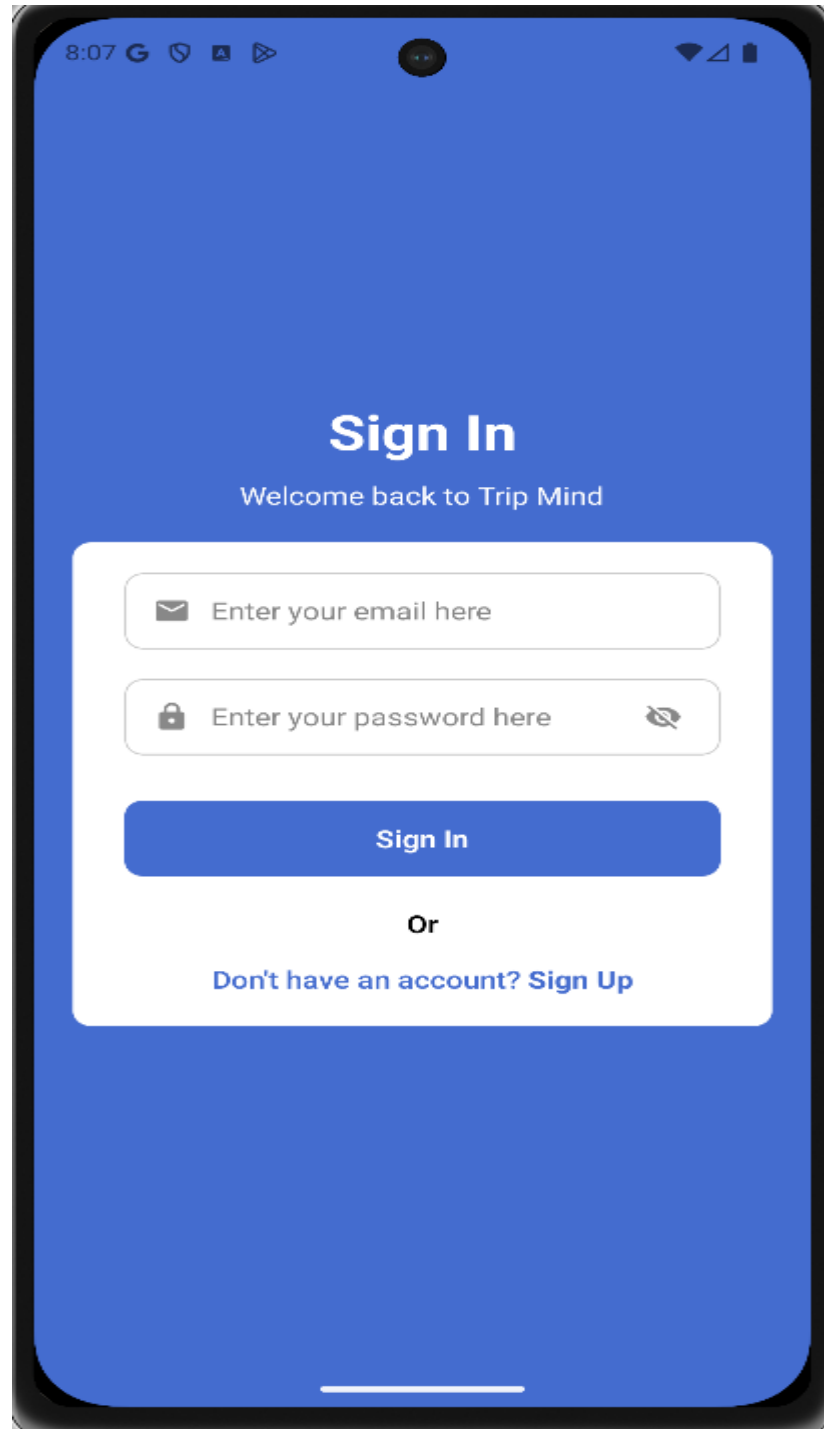 8:07
Sign In
Welcome back to Trip Mind
Enter your email here
Enter your password here
Sign In
Or
Don't have an account? Sign Up